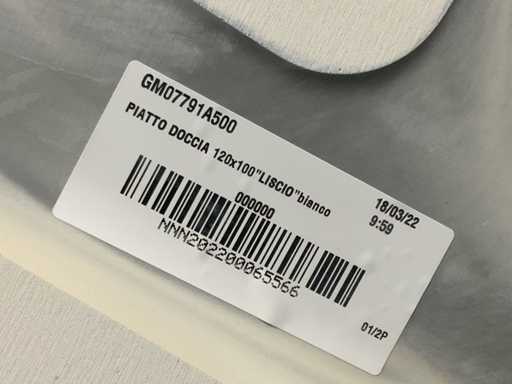 GM07791A500
PIATTO DOCCIA 120x100"LISCIO"bianco
000000
18/03/22
9:59
NNN202200065566
01/2P